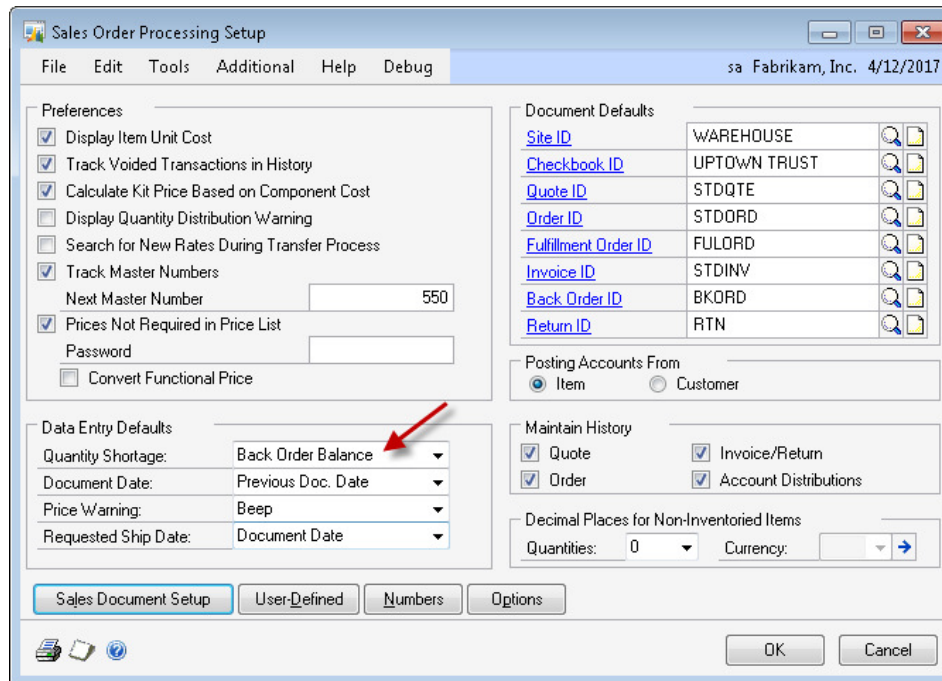 Sales Order Processing Setup
File Edit Tools Additional Help Debug sa Fabrikam, Inc. 4/12/2017
Preferences
Display Item Unit Cost
Track Voided Transactions in History
Calculate Kit Price Based on Component Cost
Display Quantity Distribution Warning
Search for New Rates During Transfer Process
Track Master Numbers
Next Master Number 550
Prices Not Required in Price List
Password
Convert Functional Price
Document Defaults
Site ID WAREHOUSE
Checkbook ID UPTOWN TRUST
Quote ID STDQTE
Order ID STDORD
Fulfillment Order ID FULORD
Invoice ID STDINV
Back Order ID BKORD
Return ID RTN
Posting Accounts From
Item Customer
Data Entry Defaults
Quantity Shortage: Back Order Balance
Document Date: Previous Doc. Date
Price Warning: Beep
Requested Ship Date: Document Date
Maintain History
Quote Invoice/Return
Order Account Distributions
Decimal Places for Non-Inventoried Items
Quantities: 0 Currency:
Sales Document Setup User-Defined Numbers Options
OK Cancel